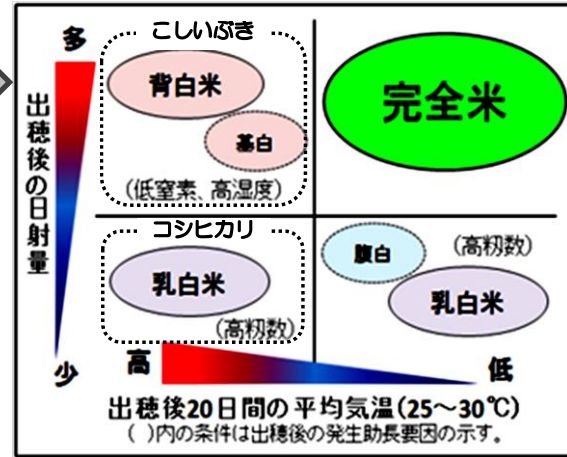 多
出穂後の日射量
少
こしいぶき
背白米
基白
(低窒素、高湿度)
完全米
コシヒカリ
乳白米
(高籾数)
腹白
(高籾数)
乳白米
高
低
出穂後20日間の平均気温(25～30℃)
( )内の条件は出穂後の発生助長要因の示す。